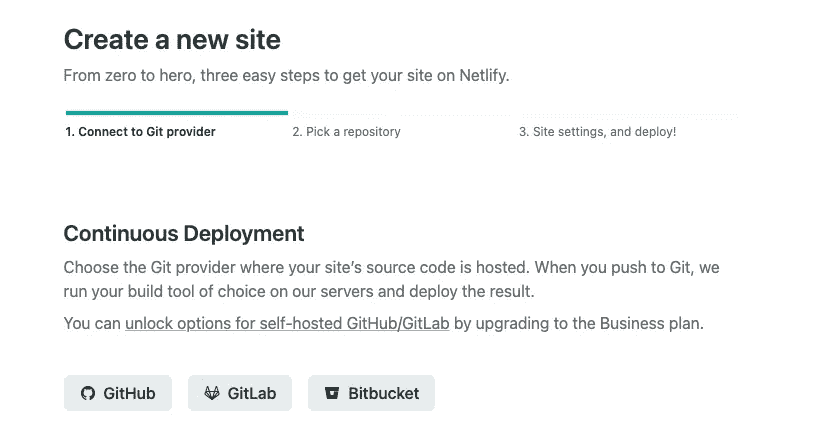 Create a new site
From zero to hero, three easy steps to get your site on Netlify.
1. Connect to Git provider
2. Pick a repository
3. Site settings, and deploy!
Continuous Deployment
Choose the Git provider where your site’s source code is hosted. When you push to Git, we
run your build tool of choice on our servers and deploy the result.
You can unlock options for self-hosted GitHub/GitLab by upgrading to the Business plan.
GitHub
GitLab
Bitbucket